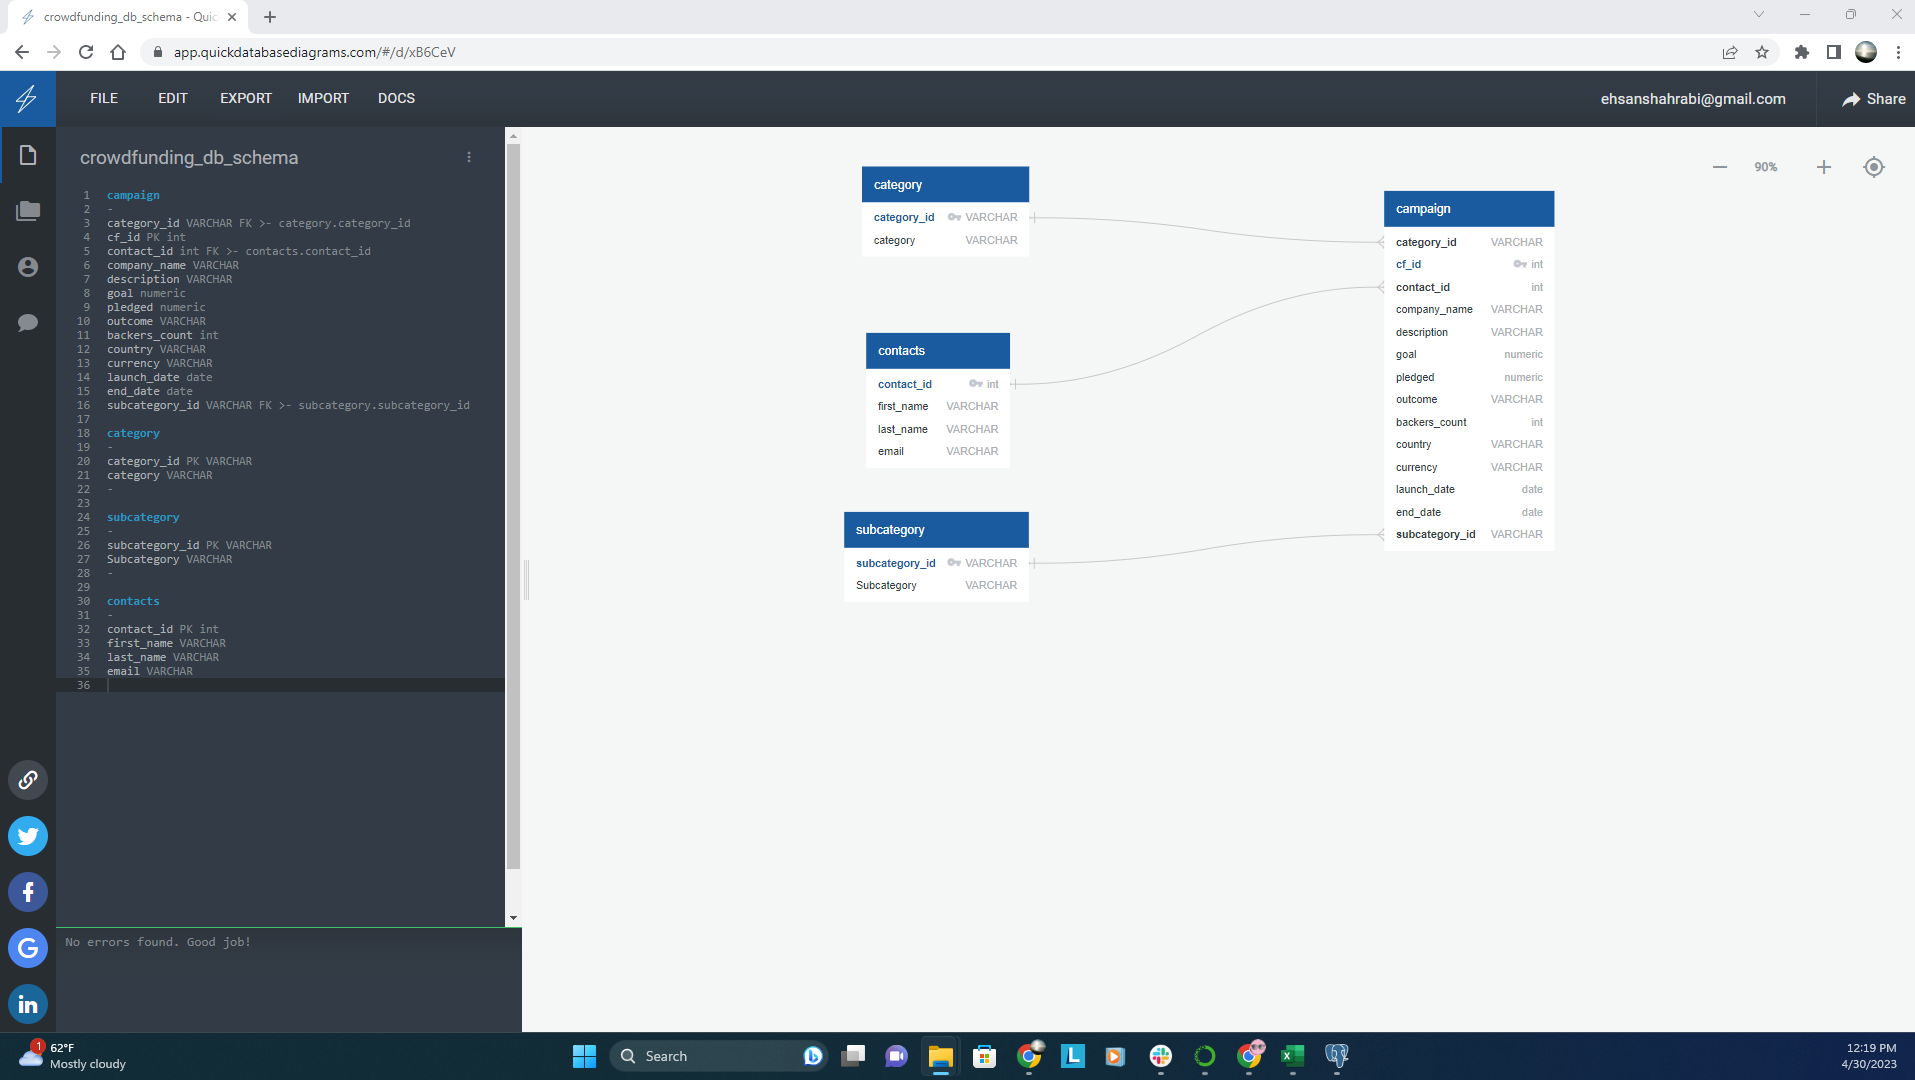 crowdfunding_db_schema - Quic
app.quickdatabasediagrams.com/#/d/xB6CeV
FILE EDIT EXPORT IMPORT DOCS
ehsanshahrabi@gmail.com
Share
crowdfunding_db_schema
1 campaign
2 -
3 category_id VARCHAR FK >- category.category_id
4 cf_id PK int
5 contact_id int FK >- contacts.contact_id
6 company_name VARCHAR
7 description VARCHAR
8 goal numeric
9 pledged numeric
10 outcome VARCHAR
11 backers_count int
12 country VARCHAR
13 currency VARCHAR
14 launch_date date
15 end_date date
16 subcategory_id VARCHAR FK >- subcategory.subcategory_id
17
18 category
19 -
20 category_id PK VARCHAR
21 category VARCHAR
22 -
23
24 subcategory
25 -
26 subcategory_id PK VARCHAR
27 Subcategory VARCHAR
28 -
29
30 contacts
31 -
32 contact_id PK int
33 first_name VARCHAR
34 last_name VARCHAR
35 email VARCHAR
36
No errors found. Good job!
90%
category
category_id VARCHAR
category VARCHAR
contacts
contact_id int
first_name VARCHAR
last_name VARCHAR
email VARCHAR
subcategory
subcategory_id VARCHAR
Subcategory VARCHAR
campaign
category_id VARCHAR
cf_id int
contact_id int
company_name VARCHAR
description VARCHAR
goal numeric
pledged numeric
outcome VARCHAR
backers_count int
country VARCHAR
currency VARCHAR
launch_date date
end_date date
subcategory_id VARCHAR
1
62°F
Mostly cloudy
Search
12:19 PM
4/30/2023